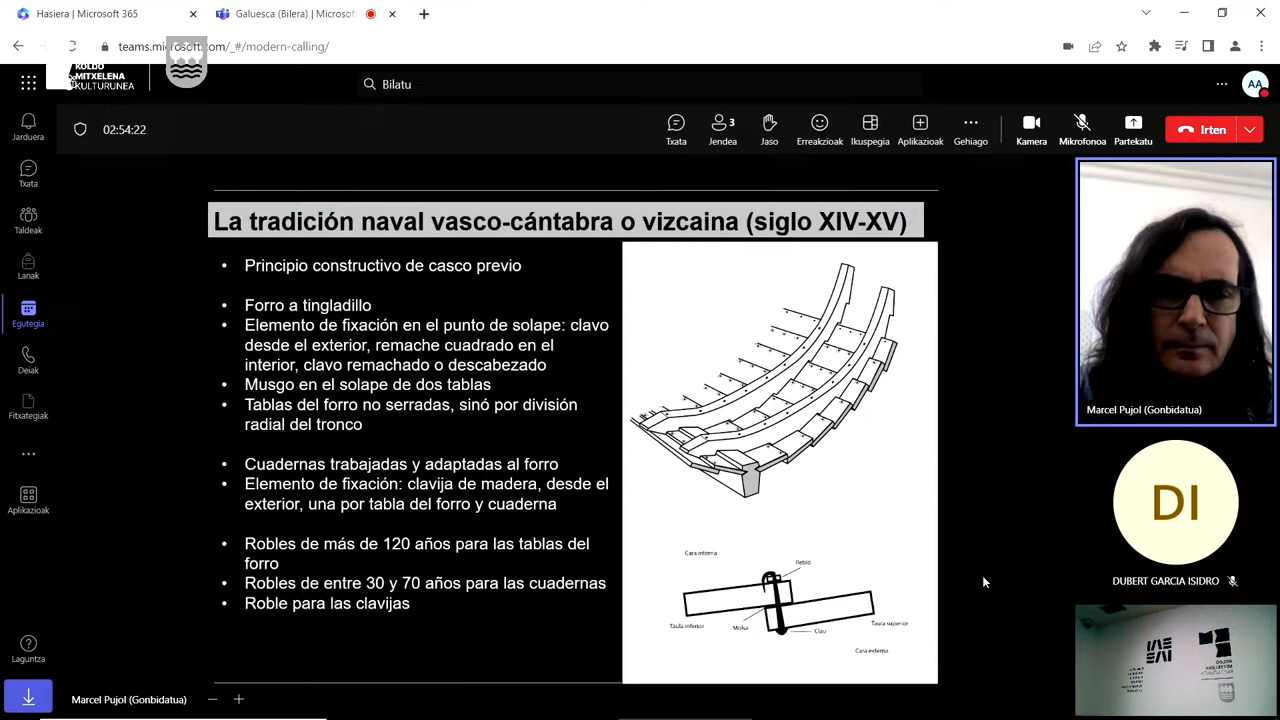 Hasiera | Microsoft 365
Galuesca (Bilera) | Microsof
teams.microsoft.com/_#/modern-calling/
KOLDO
MITXELENA
KULTURUNEA
Bilatu
AA
02:54:22
Txata
3
Jendea
Jaso
Erreakzioak
Ikuspegia
Aplikazioak
Gehiago
Kamera
Mikrofonoa
Partekatu
Irten
Jarduera
Txata
Taldeak
Lanak
Egutegia
Deiak
Fitxategiak
Aplikazioak
Laguntza
La tradición naval vasco-cántabra o vizcaina (siglo XIV-XV)
• Principio constructivo de casco previo
• Forro a tingladillo
• Elemento de fixación en el punto de solape: clavo
desde el exterior, remache cuadrado en el
interior, clavo remachado o descabezado
• Musgo en el solape de dos tablas
• Tablas del forro no serradas, sinó por división
radial del tronco
• Cuadernas trabajadas y adaptadas al forro
• Elemento de fixación: clavija de madera, desde el
exterior, una por tabla del forro y cuaderna
• Robles de más de 120 años para las tablas del
forro
• Robles de entre 30 y 70 años para las cuadernas
• Roble para las clavijas
Cara interna
Rebló
Taula inferior
Molsa
Clau
Taula superior
Cara externa
Marcel Pujol (Gonbidatua)
DI
DUBERT GARCIA ISIDRO
Marcel Pujol (Gonbidatua)